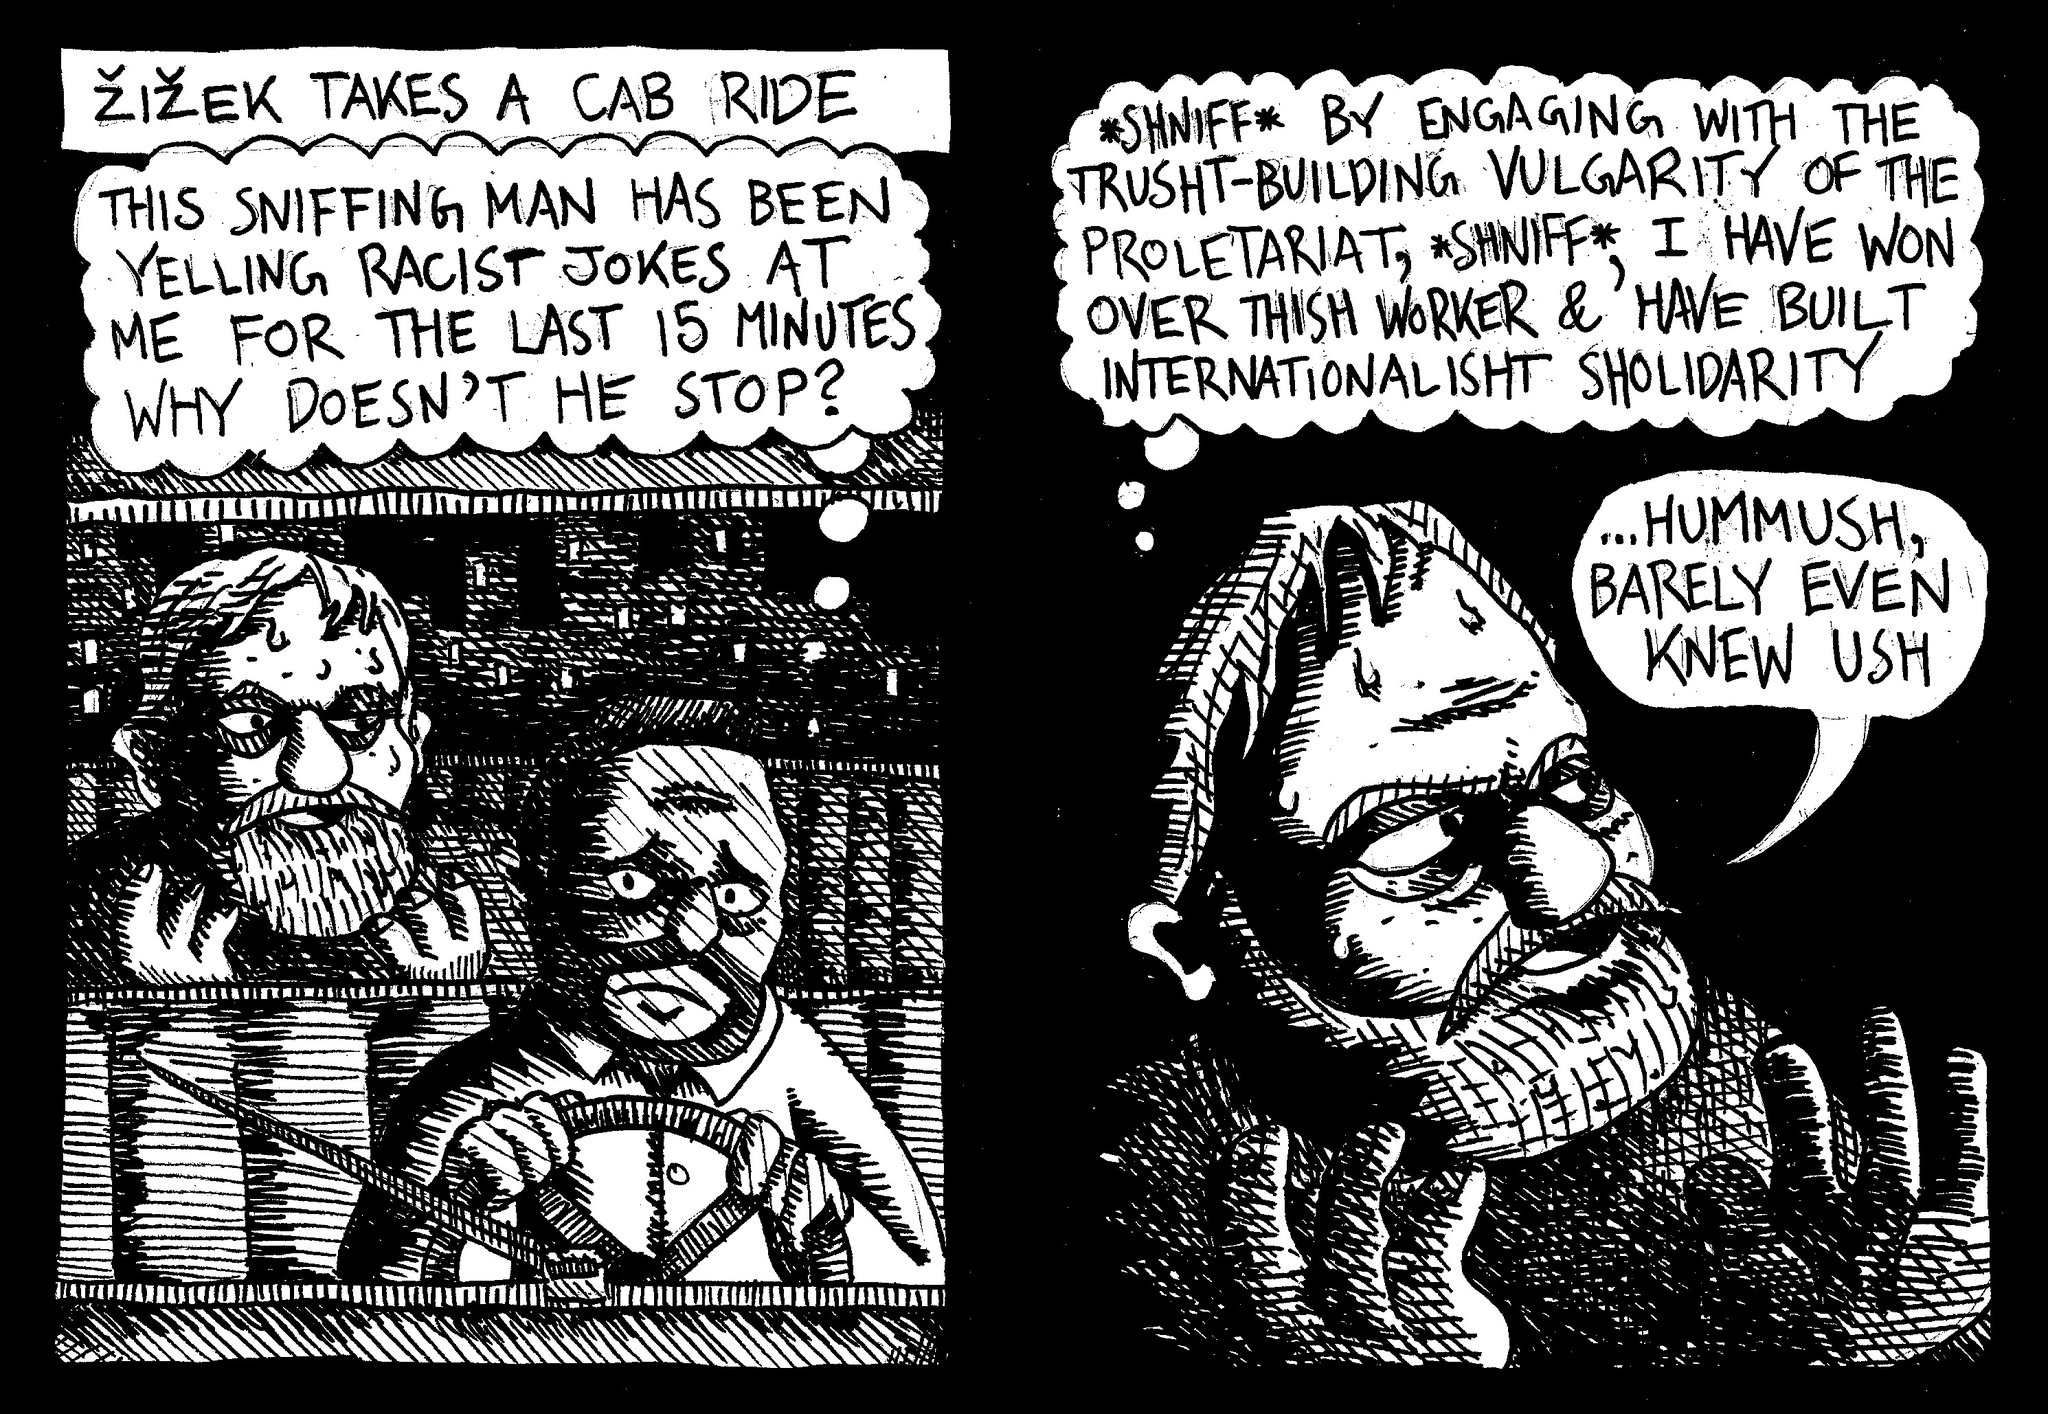 ŽIŽEK TAKES A CAB RIDE
THIS SNIFFING MAN HAS BEEN
YELLING RACIST JOKES AT
ME FOR THE LAST 15 MINUTES
WHY DOESN'T HE STOP?
*SHNIFF* BY ENGAGING WITH THE
TRUSHT-BUILDING VULGARITY OF THE
PROLETARIAT, *SHNIFF*, I HAVE WON
OVER THISH WORKER & HAVE BUILT
INTERNATIONALISHT SHOLIDARITY
...HUMMUSH,
BARELY EVEN
KNEW USH